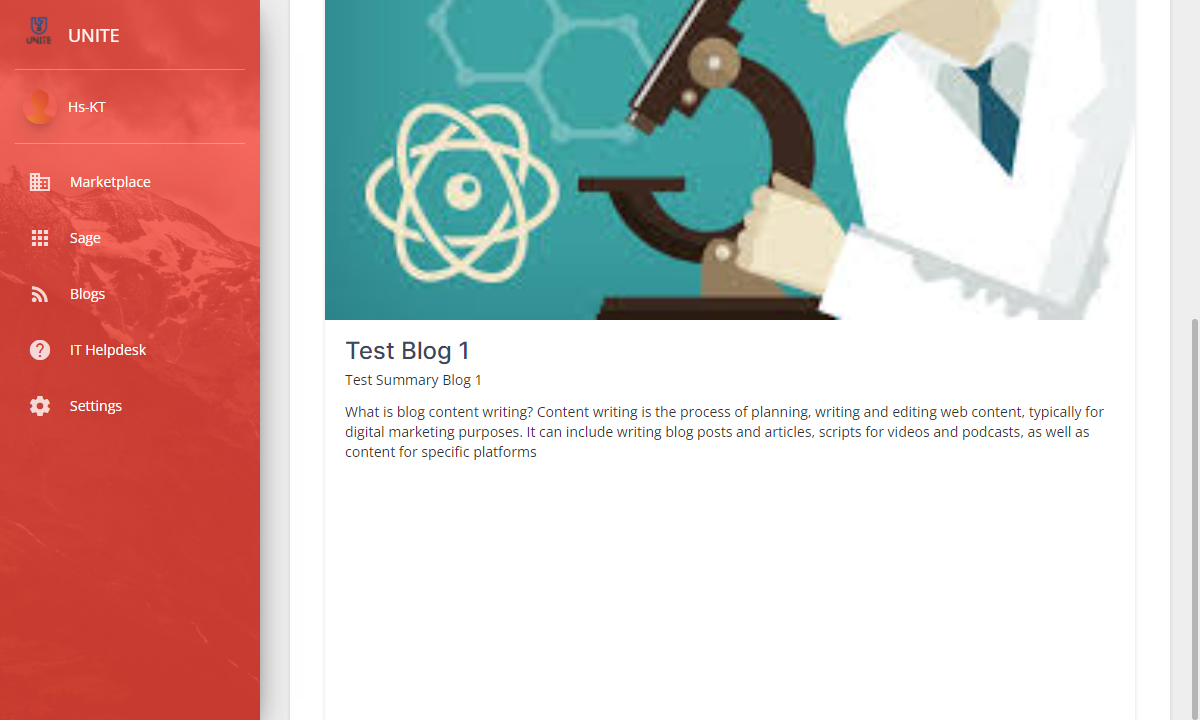 UNITE
UNITE
Hs-KT
Marketplace
Sage
Blogs
IT Helpdesk
Settings
Test Blog 1
Test Summary Blog 1
What is blog content writing? Content writing is the process of planning, writing and editing web content, typically for
digital marketing purposes. It can include writing blog posts and articles, scripts for videos and podcasts, as well as
content for specific platforms